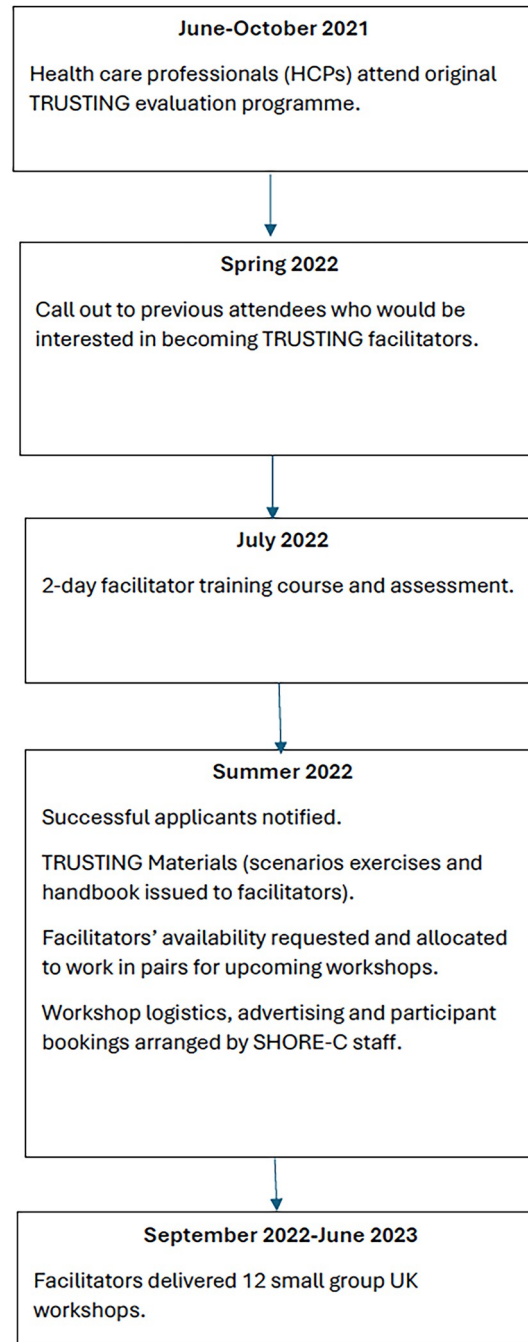 June-October 2021
Health care professionals (HCPs) attend original
TRUSTING evaluation programme.
Spring 2022
Call out to previous attendees who would be
interested in becoming TRUSTING facilitators.
July 2022
2-day facilitator training course and assessment.
Summer 2022
Successful applicants notified.
TRUSTING Materials (scenarios exercises and
handbook issued to facilitators).
Facilitators’ availability requested and allocated
to work in pairs for upcoming workshops.
Workshop logistics, advertising and participant
bookings arranged by SHORE-C staff.
September 2022-June 2023
Facilitators delivered 12 small group UK
workshops.